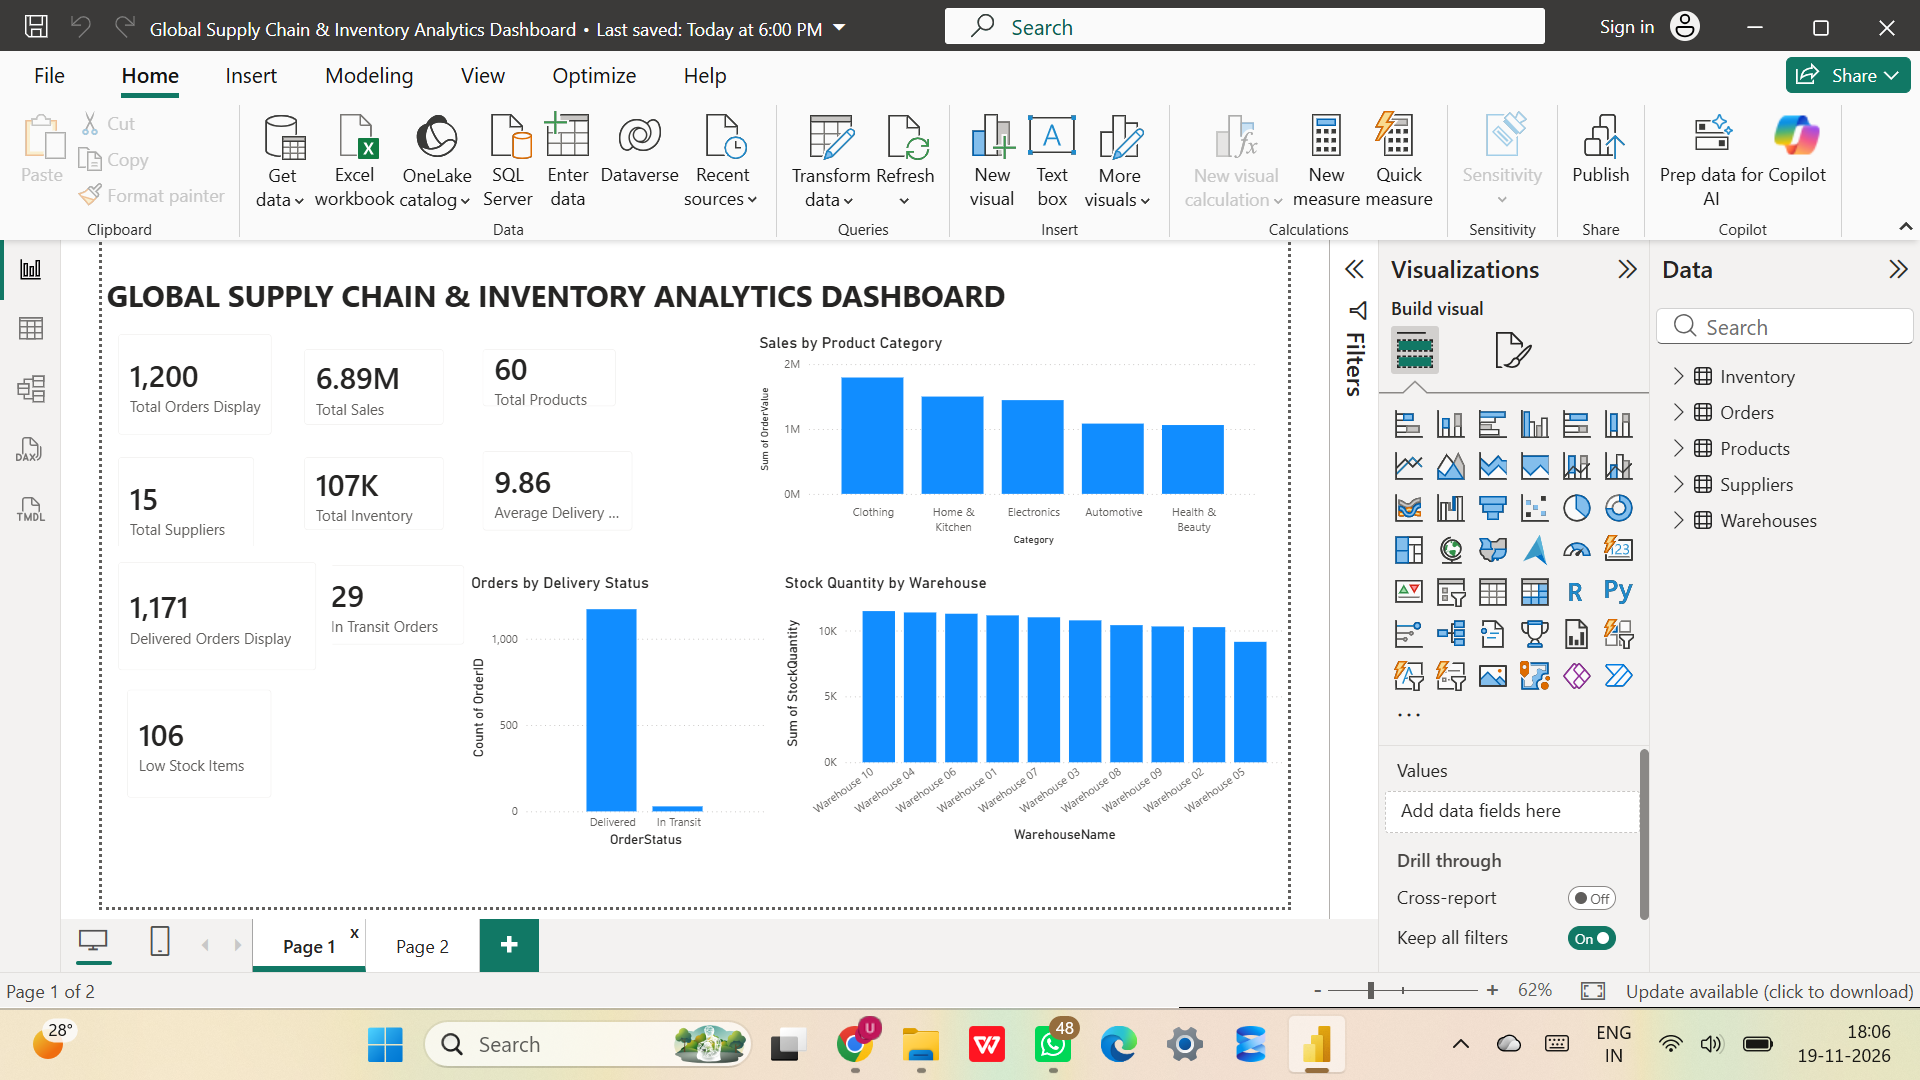 Global Supply Chain & Inventory Analytics Dashboard • Last saved: Today at 6:00 PM
Search
Sign in
File
Home
Insert
Modeling
View
Optimize
Help
Share
Paste
Cut
Copy
Format painter
Clipboard
Get data
Excel workbook
OneLake catalog
SQL Server
Enter data
Dataverse
Recent sources
Data
Transform data
Refresh
Queries
New visual
Text box
More visuals
Insert
New visual calculation
New measure
Quick measure
Calculations
Sensitivity
Sensitivity
Publish
Share
Prep data for AI
Copilot
Copilot
DAX
TMDL
GLOBAL SUPPLY CHAIN & INVENTORY ANALYTICS DASHBOARD
1,200
Total Orders Display
6.89M
Total Sales
60
Total Products
15
Total Suppliers
107K
Total Inventory
9.86
Average Delivery ...
1,171
Delivered Orders Display
29
In Transit Orders
106
Low Stock Items
Sales by Product Category
Sum of OrderValue
2M
1M
0M
Clothing
Home & Kitchen
Electronics
Automotive
Health & Beauty
Category
Orders by Delivery Status
Count of OrderID
1,000
500
0
Delivered
In Transit
OrderStatus
Stock Quantity by Warehouse
Sum of StockQuantity
10K
5K
0K
Warehouse 10
Warehouse 04
Warehouse 06
Warehouse 01
Warehouse 07
Warehouse 03
Warehouse 08
Warehouse 09
Warehouse 02
Warehouse 05
WarehouseName
Filters
Visualizations
Build visual
123
R
Py
...
Values
Add data fields here
Drill through
Cross-report
Off
Keep all filters
On
Data
Search
Inventory
Orders
Products
Suppliers
Warehouses
Page 1
x
Page 2
+
Page 1 of 2
-
+
62%
Update available (click to download)
28°
Search
U
W
48
ENG
IN
18:06
19-11-2026